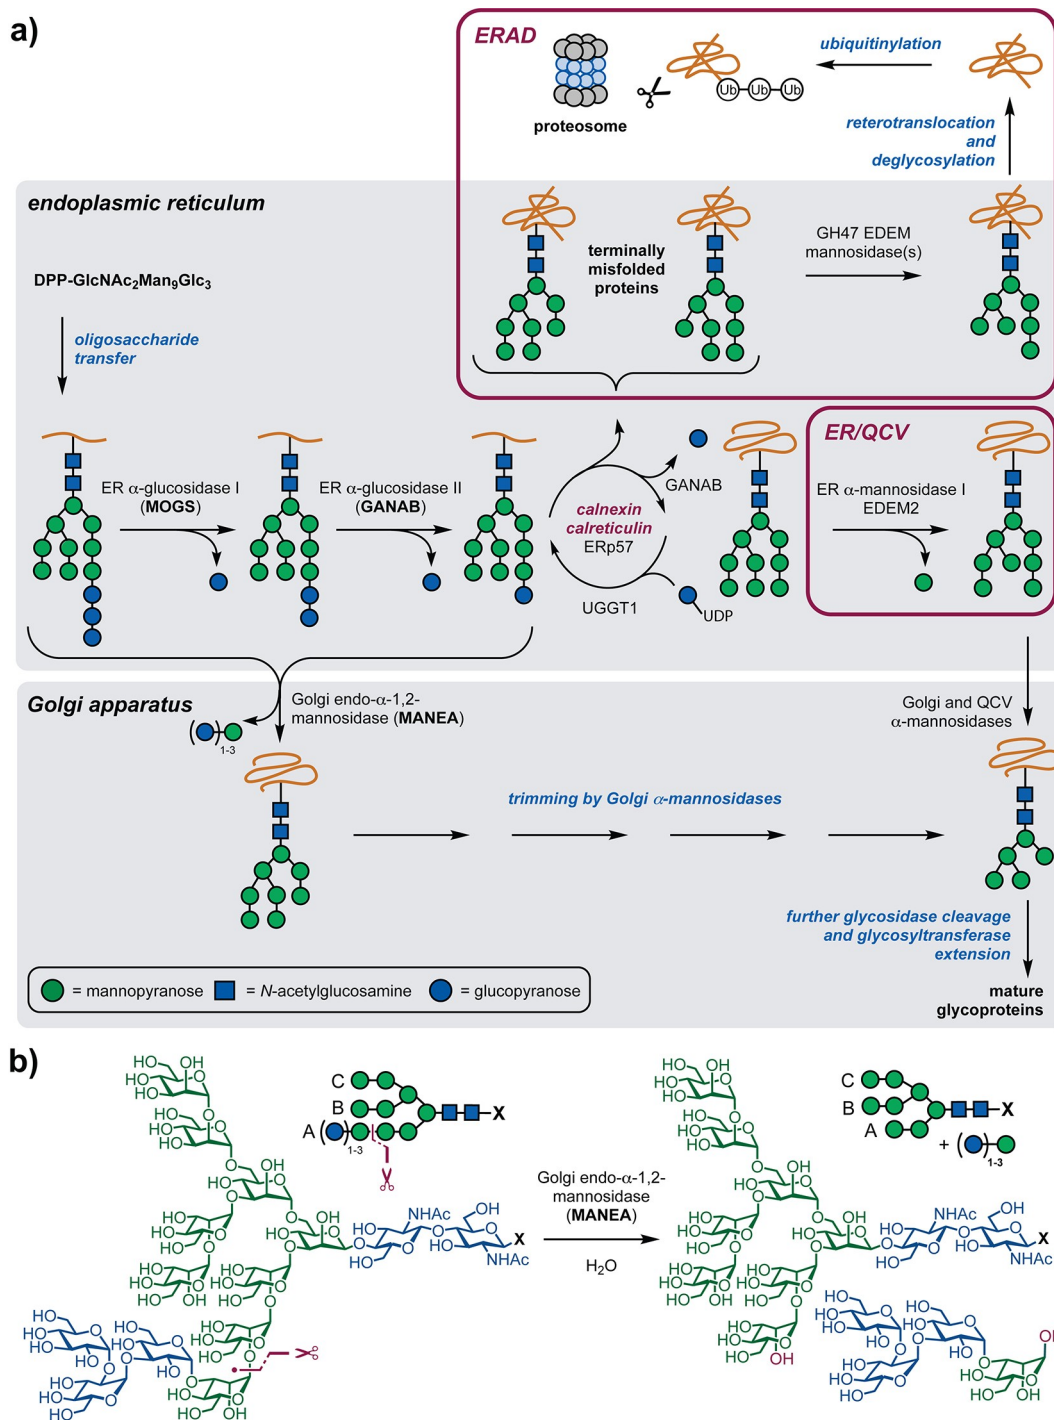 a)
ERAD
ubiquitinylation
Ub
Ub
Ub
proteosome
reterotranslocation
and
deglycosylation
endoplasmic reticulum
DPP-GlcNAc2Man9Glc3
oligosaccharide
transfer
terminally
misfolded
proteins
GH47 EDEM
mannosidase(s)
ER/QCV
ER α-glucosidase I
(MOGS)
ER α-glucosidase II
(GANAB)
GANAB
calnexin
calreticulin
ERp57
UGGT1
UDP
ER α-mannosidase I
EDEM2
Golgi apparatus
Golgi endo-α-1,2-
mannosidase (MANEA)
( )1-3
Golgi and QCV
α-mannosidases
trimming by Golgi α-mannosidases
further glycosidase cleavage
and glycosyltransferase
extension
mature
glycoproteins
= mannopyranose
= N-acetylglucosamine
= glucopyranose
b)
C
B
A
( )1-3
X
Golgi endo-α-1,2-
mannosidase
(MANEA)
H2O
C
B
A
X
+ ( )1-3
HO
OH
O
NHAc
X
HO
OH
O
NHAc
X